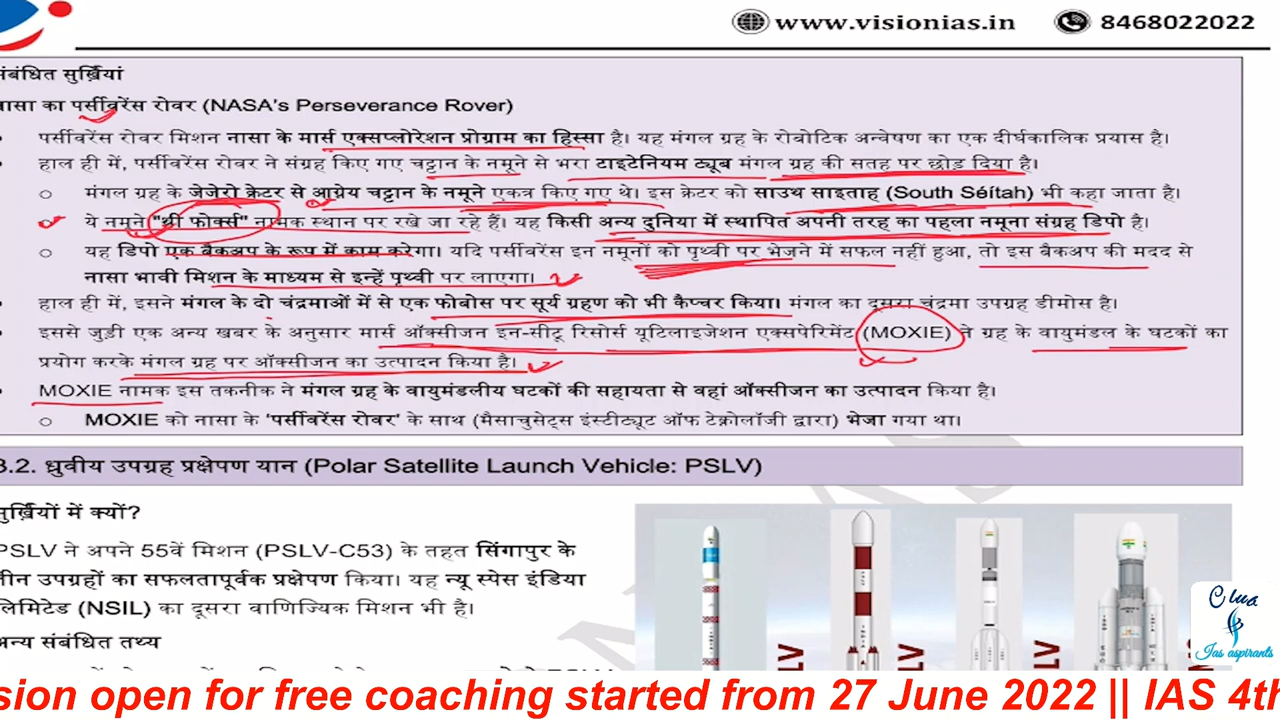 www.visionias.in 8468022022
संबंधित सुर्ख़ियां
नासा का पर्सीवरेंस रोवर (NASA's Perseverance Rover)
पर्सीवरेंस रोवर मिशन नासा के मार्स एक्सप्लोरेशन प्रोग्राम का हिस्सा है। यह मंगल ग्रह के रोबोटिक अन्वेषण का एक दीर्घकालिक प्रयास है।
हाल ही में, पर्सीवरेंस रोवर ने संग्रह किए गए चट्टान के नमूने से भरा टाइटेनियम ट्यूब मंगल ग्रह की सतह पर छोड़ दिया है।
मंगल ग्रह के जेजेरो क्रेटर से आग्नेय चट्टान के नमूने एकत्र किए गए थे। इस क्रेटर को साउथ साइताह (South Séítah) भी कहा जाता है।
ये नमूने "थ्री फोर्क्स" नामक स्थान पर रखे जा रहे हैं। यह किसी अन्य दुनिया में स्थापित अपनी तरह का पहला नमूना संग्रह डिपो है।
यह डिपो एक बैकअप के रूप में काम करेगा। यदि पर्सीवरेंस इन नमूनों को पृथ्वी पर भेजने में सफल नहीं हुआ, तो इस बैकअप की मदद से
नासा भावी मिशन के माध्यम से इन्हें पृथ्वी पर लाएगा।
हाल ही में, इसने मंगल के दो चंद्रमाओं में से एक फोबोस पर सूर्य ग्रहण को भी कैप्चर किया। मंगल का दूसरा चंद्रमा उपग्रह डीमोस है।
इससे जुड़ी एक अन्य खबर के अनुसार मार्स ऑक्सीजन इन-सीटू रिसोर्स यूटिलाइजेशन एक्सपेरिमेंट (MOXIE) ने ग्रह के वायुमंडल के घटकों का
प्रयोग करके मंगल ग्रह पर ऑक्सीजन का उत्पादन किया है।
MOXIE नामक इस तकनीक ने मंगल ग्रह के वायुमंडलीय घटकों की सहायता से वहां ऑक्सीजन का उत्पादन किया है।
MOXIE को नासा के 'पर्सीवरेंस रोवर' के साथ (मैसाचुसेट्स इंस्टीट्यूट ऑफ टेक्नोलॉजी द्वारा) भेजा गया था।
3.2. ध्रुवीय उपग्रह प्रक्षेपण यान (Polar Satellite Launch Vehicle: PSLV)
सुर्ख़ियों में क्यों?
PSLV ने अपने 55वें मिशन (PSLV-C53) के तहत सिंगापुर के
तीन उपग्रहों का सफलतापूर्वक प्रक्षेपण किया। यह न्यू स्पेस इंडिया
लिमिटेड (NSIL) का दूसरा वाणिज्यिक मिशन भी है।
अन्य संबंधित तथ्य
Clue
Ias aspirants
sion open for free coaching started from 27 June 2022 || IAS 4th